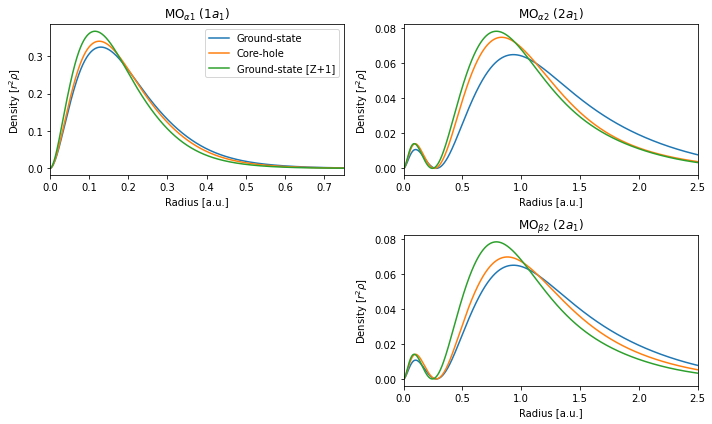 MOα1 (1a1)
Density [r²ρ]
0.3
0.2
0.1
0.0
0.0 0.1 0.2 0.3 0.4 0.5 0.6 0.7
Radius [a.u.]
Ground-state
Core-hole
Ground-state [Z+1]
MOα2 (2a1)
Density [r²ρ]
0.08
0.06
0.04
0.02
0.00
0.0 0.5 1.0 1.5 2.0 2.5
Radius [a.u.]
MOβ2 (2a1)
Density [r²ρ]
0.08
0.06
0.04
0.02
0.00
0.0 0.5 1.0 1.5 2.0 2.5
Radius [a.u.]